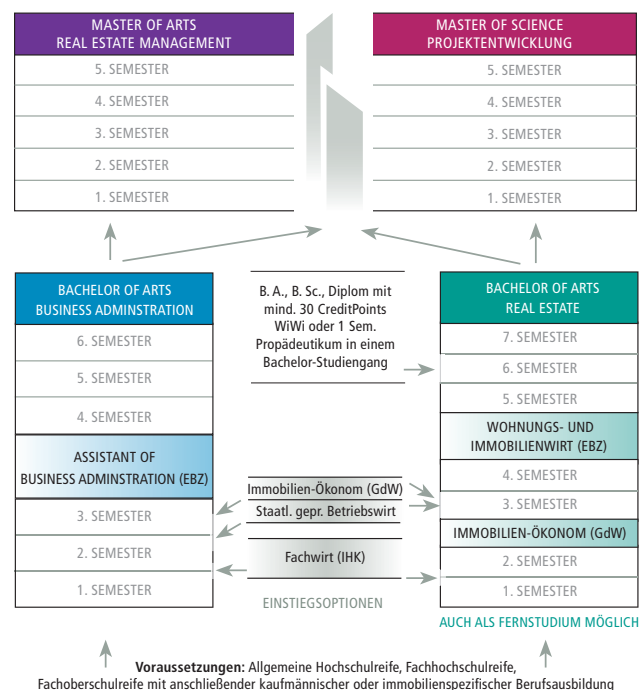 MASTER OF ARTS
REAL ESTATE MANAGEMENT
5. SEMESTER
4. SEMESTER
3. SEMESTER
2. SEMESTER
1. SEMESTER
MASTER OF SCIENCE
PROJEKTENTWICKLUNG
5. SEMESTER
4. SEMESTER
3. SEMESTER
2. SEMESTER
1. SEMESTER
BACHELOR OF ARTS
BUSINESS ADMINSTRATION
6. SEMESTER
5. SEMESTER
4. SEMESTER
ASSISTANT OF
BUSINESS ADMINSTRATION (EBZ)
3. SEMESTER
2. SEMESTER
1. SEMESTER
B. A., B. Sc., Diplom mit
mind. 30 CreditPoints
WiWi oder 1 Sem.
Propädeutikum in einem
Bachelor-Studiengang
Immobilien-Ökonom (GdW)
Staatl. gepr. Betriebswirt
Fachwirt (IHK)
EINSTIEGSOPTIONEN
BACHELOR OF ARTS
REAL ESTATE
7. SEMESTER
6. SEMESTER
5. SEMESTER
WOHNUNGS- UND
IMMOBILIENWIRT (EBZ)
4. SEMESTER
3. SEMESTER
IMMOBILIEN-ÖKONOM (GdW)
2. SEMESTER
1. SEMESTER
AUCH ALS FERNSTUDIUM MÖGLICH
Voraussetzungen: Allgemeine Hochschulreife, Fachhochschulreife,
Fachoberschulreife mit anschließender kaufmännischer oder immobilienspezifischer Berufsausbildung